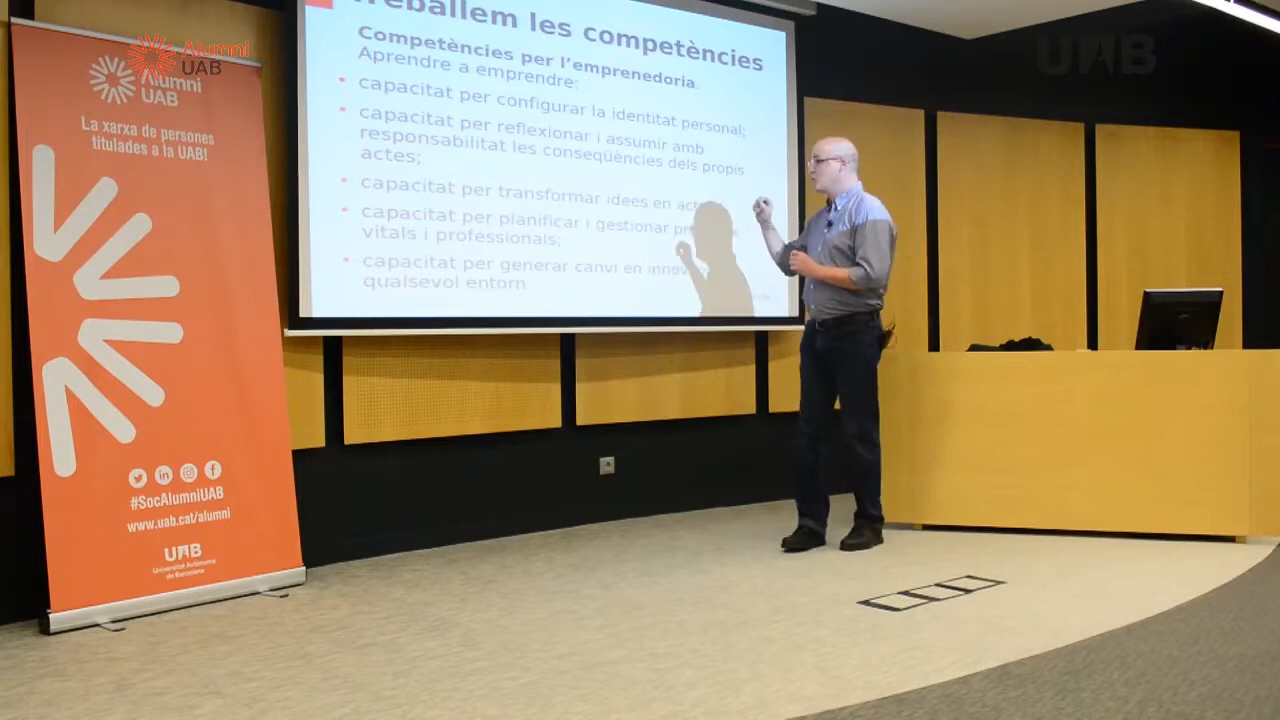 Alumni
UAB
Alumni
UAB
La xarxa de persones
titulades a la UAB!
#SocAlumniUAB
www.uab.cat/alumni
UAB
Universitat Autònoma
de Barcelona
Treballem les competències
Competències per l’emprenedoria.
Aprendre a emprendre:
• capacitat per configurar la identitat personal;
• capacitat per reflexionar i assumir amb
responsabilitat les conseqüències dels propis
actes;
• capacitat per transformar idees en
• capacitat per planificar i gestionar
vitals i professionals;
• capacitat per generar canvi en
qualsevol entorn
UAB